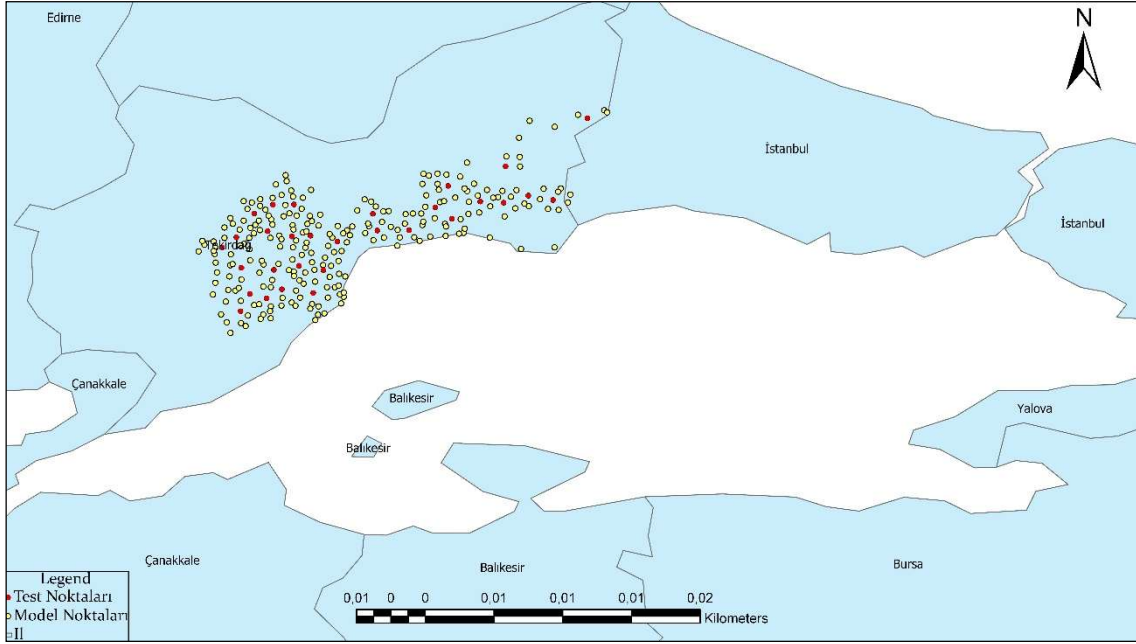 Edirne
N
İstanbul
İstanbul
Tekirdağ
Çanakkale
Balıkesir
Yalova
Balıkesir
Çanakkale
Balıkesir
Bursa
Legend
Test Noktaları
Model Noktaları
Il
0,01 0 0 0,01 0,01 0,01 0,02
Kilometers